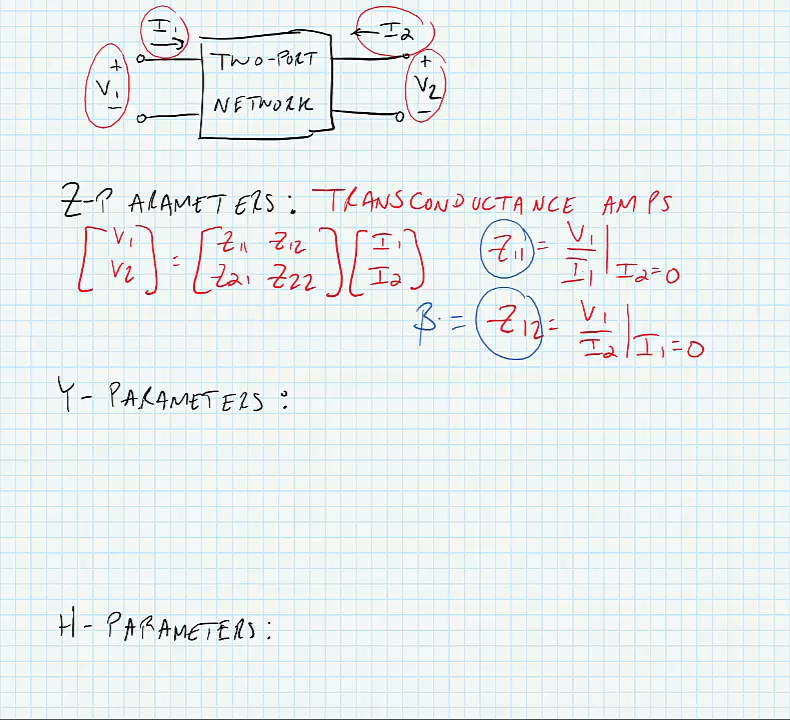 I₁ I₂
+ TWO-PORT +
V₁ V₂
− NETWORK −
Z-PARAMETERS: TRANSCONDUCTANCE AMPS
[V₁ V₂] = [Z₁₁ Z₁₂ Z₂₁ Z₂₂] [I₁ I₂] Z₁₁ = V₁/I₁ | I₂=0
β = Z₁₂ = V₁/I₂ | I₁=0
Y-PARAMETERS:
H-PARAMETERS: